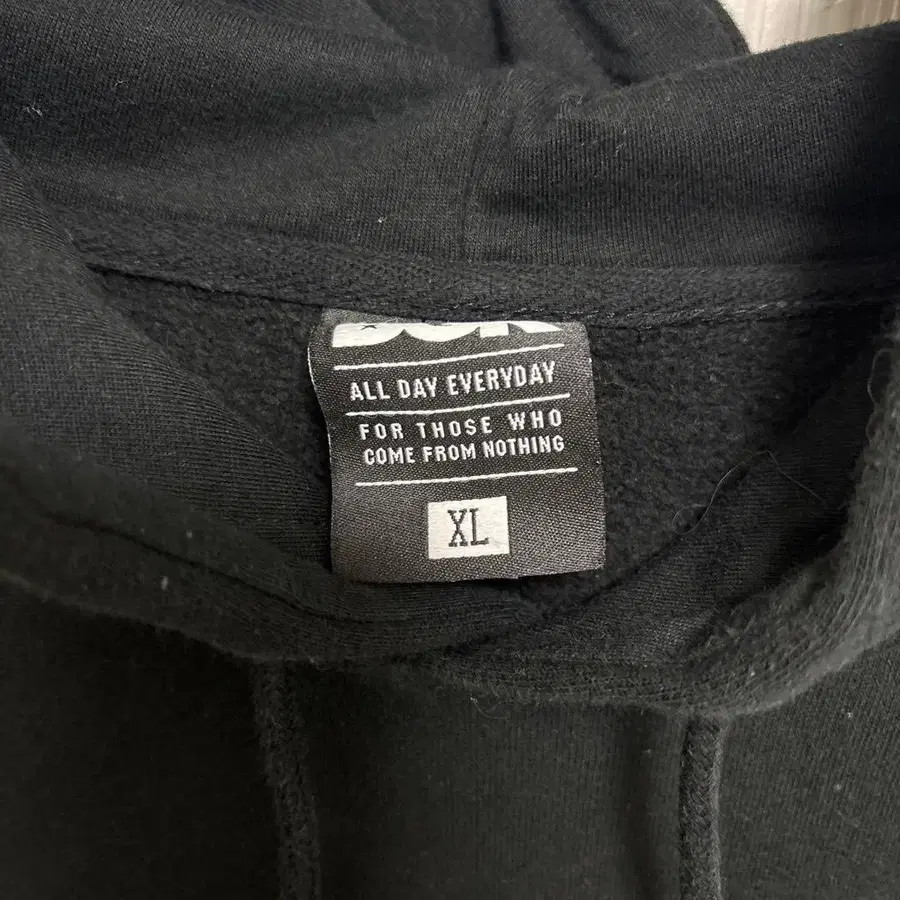 ALL DAY EVERYDAY
FOR THOSE WHO
COME FROM NOTHING
XL